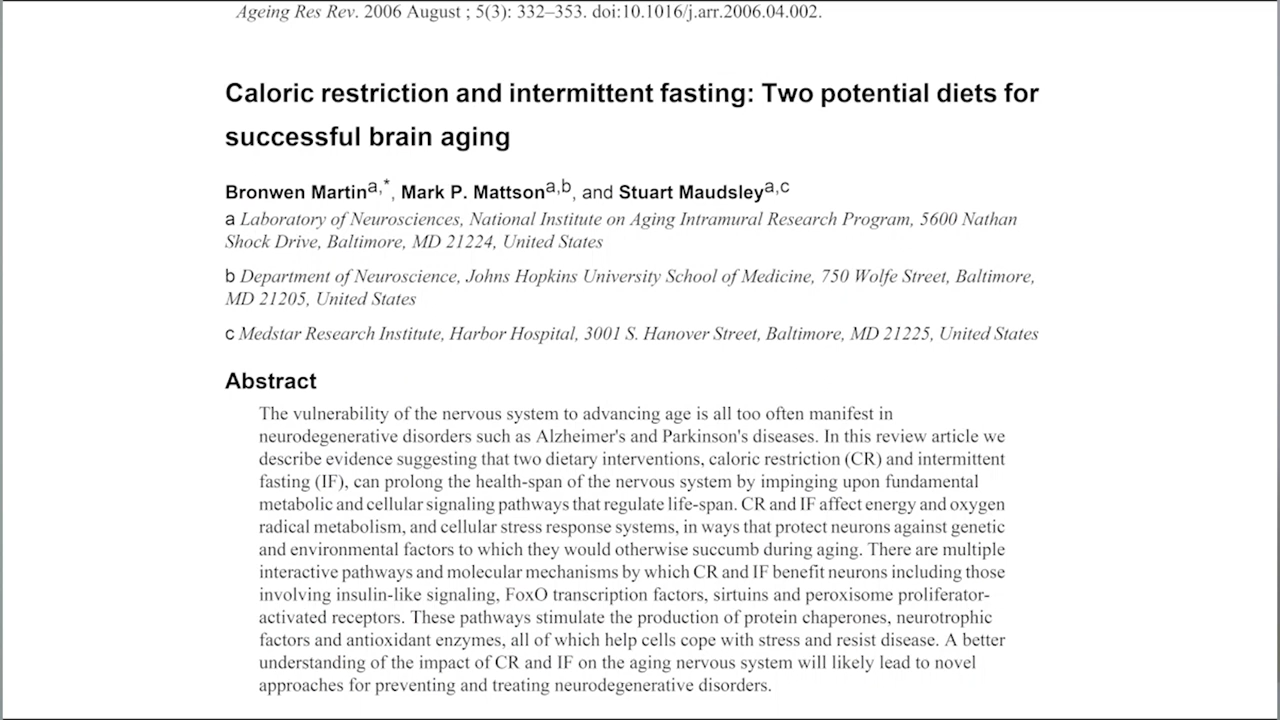 Ageing Res Rev. 2006 August ; 5(3): 332–353. doi:10.1016/j.arr.2006.04.002.
Caloric restriction and intermittent fasting: Two potential diets for
successful brain aging
Bronwen Martina,*, Mark P. Mattsona,b, and Stuart Maudsleya,c
a Laboratory of Neurosciences, National Institute on Aging Intramural Research Program, 5600 Nathan
Shock Drive, Baltimore, MD 21224, United States
b Department of Neuroscience, Johns Hopkins University School of Medicine, 750 Wolfe Street, Baltimore,
MD 21205, United States
c Medstar Research Institute, Harbor Hospital, 3001 S. Hanover Street, Baltimore, MD 21225, United States
Abstract
The vulnerability of the nervous system to advancing age is all too often manifest in
neurodegenerative disorders such as Alzheimer's and Parkinson's diseases. In this review article we
describe evidence suggesting that two dietary interventions, caloric restriction (CR) and intermittent
fasting (IF), can prolong the health-span of the nervous system by impinging upon fundamental
metabolic and cellular signaling pathways that regulate life-span. CR and IF affect energy and oxygen
radical metabolism, and cellular stress response systems, in ways that protect neurons against genetic
and environmental factors to which they would otherwise succumb during aging. There are multiple
interactive pathways and molecular mechanisms by which CR and IF benefit neurons including those
involving insulin-like signaling, FoxO transcription factors, sirtuins and peroxisome proliferator-
activated receptors. These pathways stimulate the production of protein chaperones, neurotrophic
factors and antioxidant enzymes, all of which help cells cope with stress and resist disease. A better
understanding of the impact of CR and IF on the aging nervous system will likely lead to novel
approaches for preventing and treating neurodegenerative disorders.